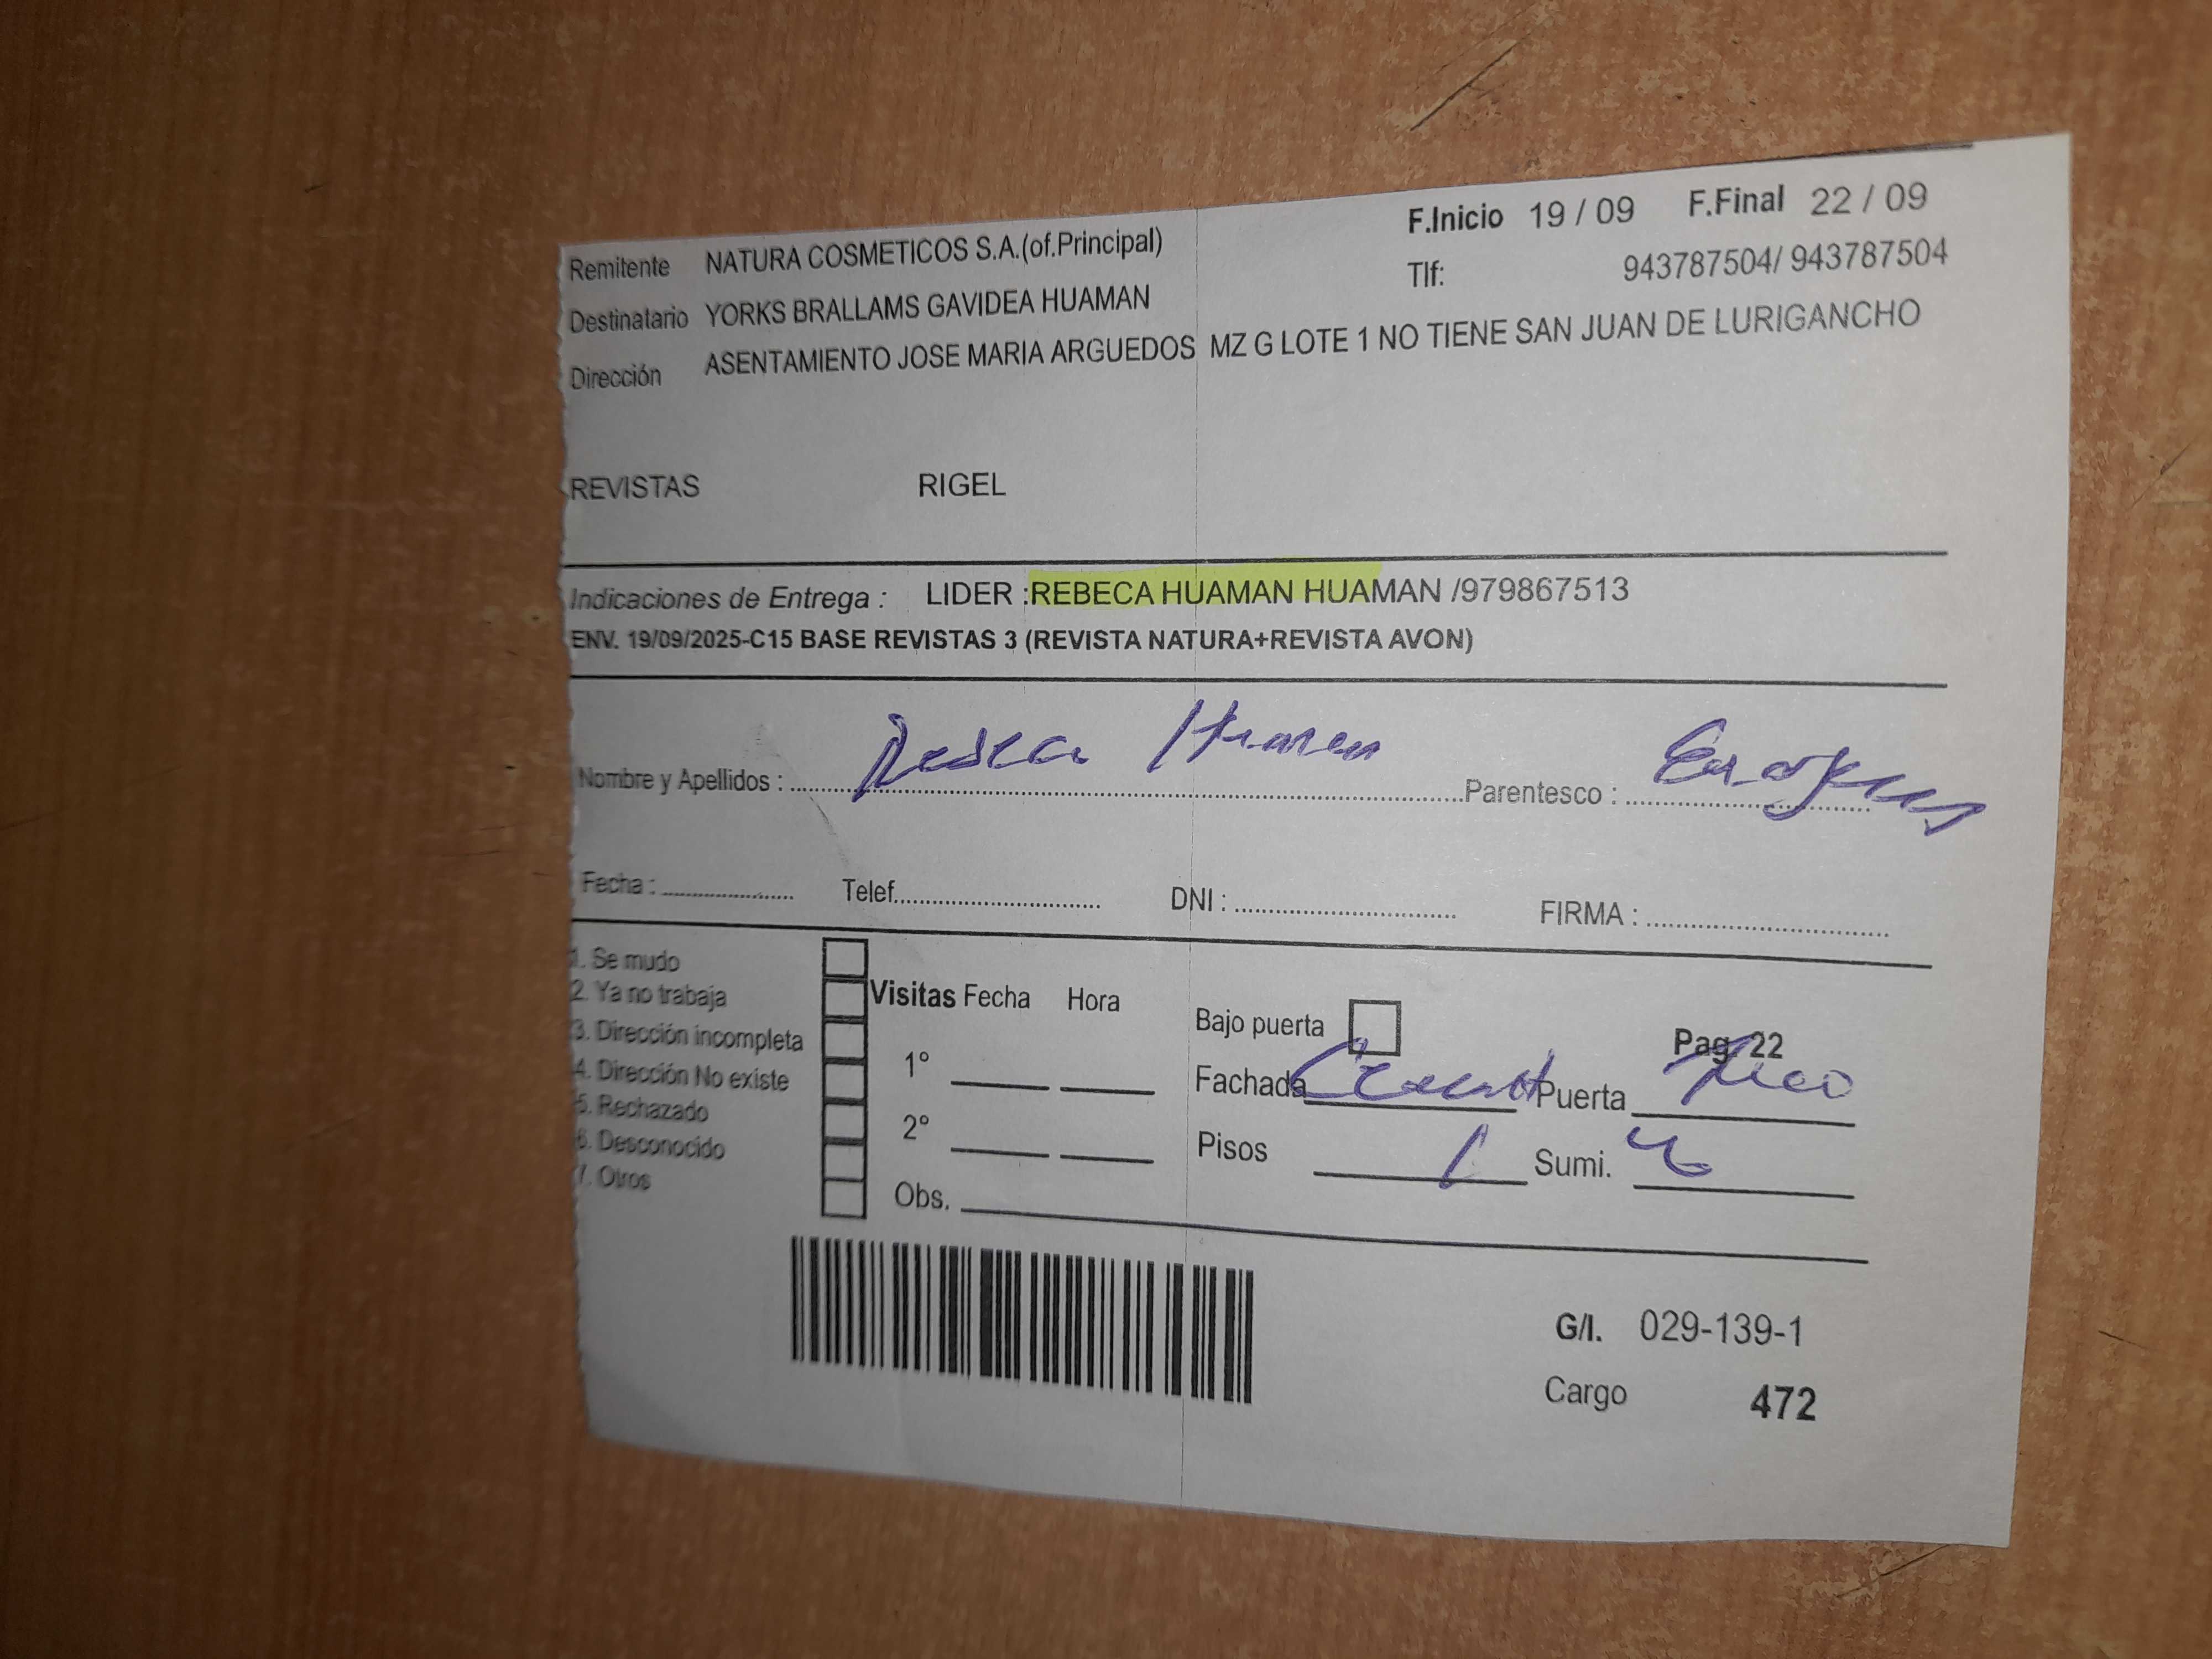 F.Inicio 19 / 09 F.Final 22 / 09
Remitente NATURA COSMETICOS S.A.(of.Principal)
Tlf: 943787504/ 943787504
Destinatario YORKS BRALLAMS GAVIDEA HUAMAN
Dirección ASENTAMIENTO JOSE MARIA ARGUEDOS MZ G LOTE 1 NO TIENE SAN JUAN DE LURIGANCHO
REVISTAS RIGEL
Indicaciones de Entrega : LIDER :REBECA HUAMAN HUAMAN /979867513
ENV. 19/09/2025-C15 BASE REVISTAS 3 (REVISTA NATURA+REVISTA AVON)
Nombre y Apellidos : Rebeca Huaman Parentesco :
Fecha : Telef. DNI : FIRMA :
1. Se mudo
2. Ya no trabaja
3. Dirección incompleta
4. Dirección No existe
5. Rechazado
6. Desconocido
7. Otros
Visitas Fecha Hora
1°
2°
Obs.
Bajo puerta Pag. 22
Fachada Puerta
Pisos 1 Sumi.
G/I. 029-139-1
Cargo 472